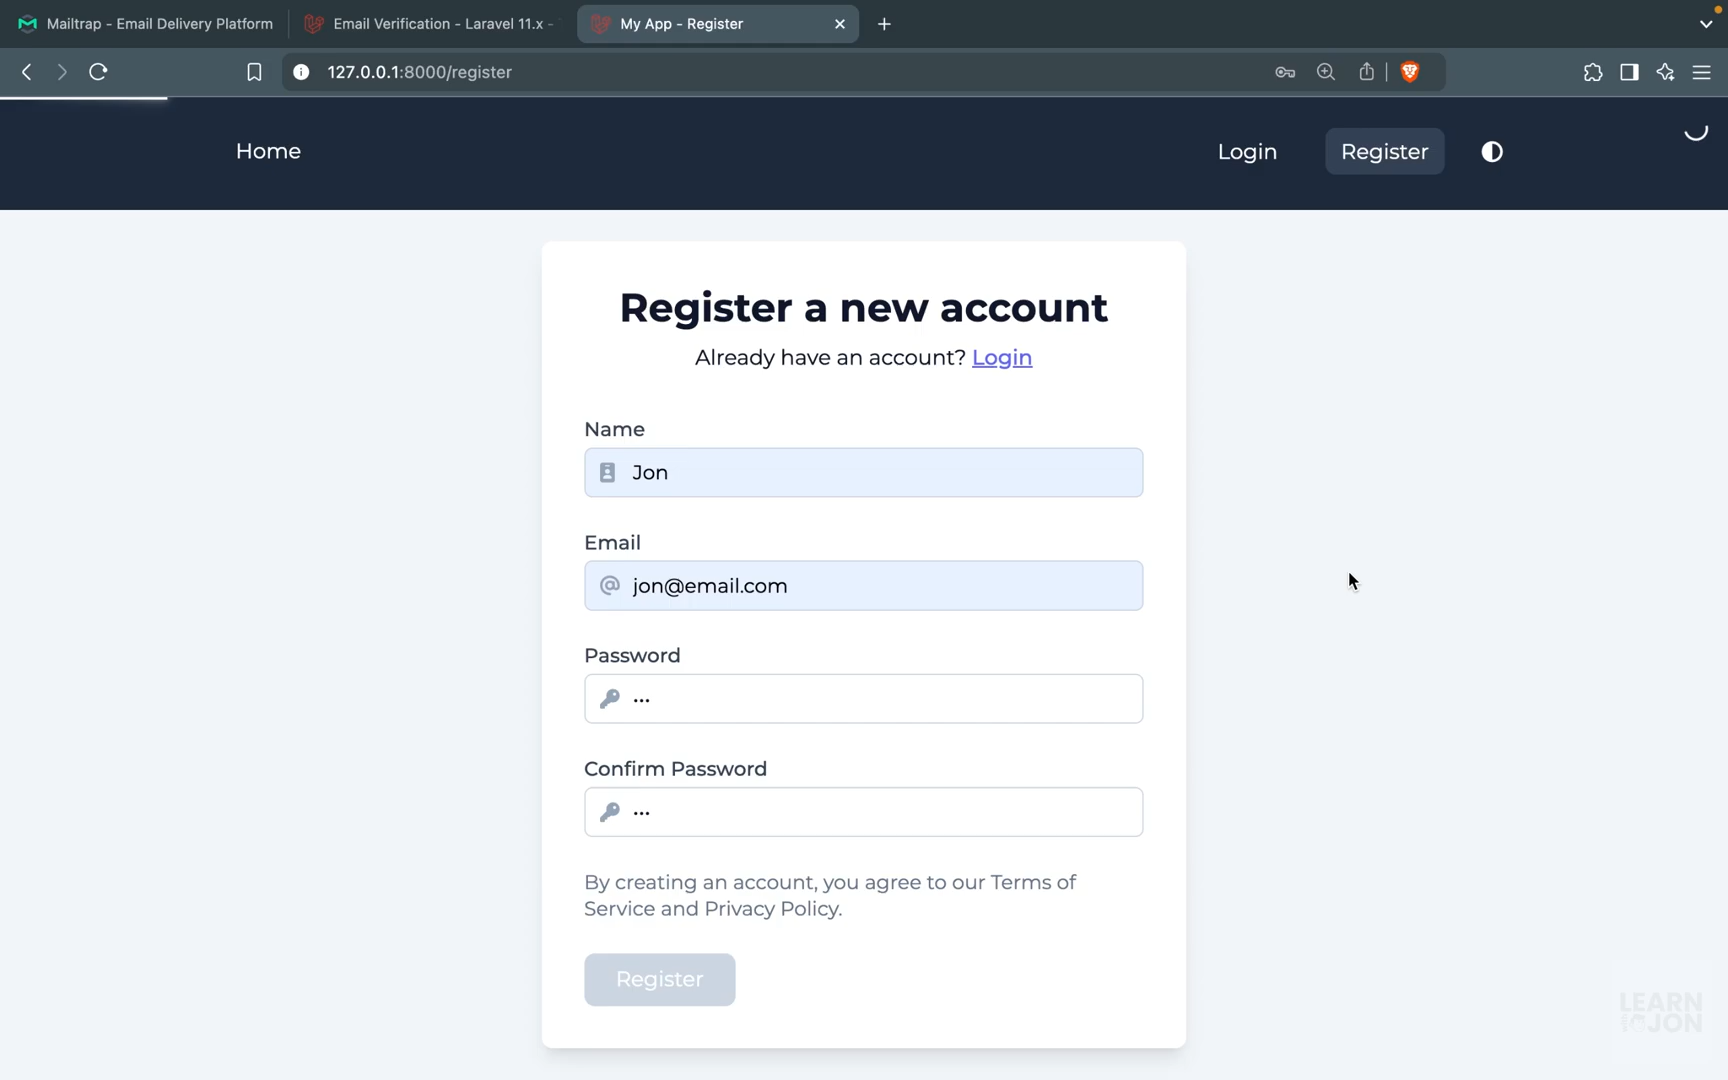 Mailtrap - Email Delivery Platform
Email Verification - Laravel 11.x -
My App - Register
127.0.0.1:8000/register
Home
Login
Register
Register a new account
Already have an account? Login
Name
Jon
Email
@ jon@email.com
Password
•••
Confirm Password
•••
By creating an account, you agree to our Terms of
Service and Privacy Policy.
Register
LEARN
JON